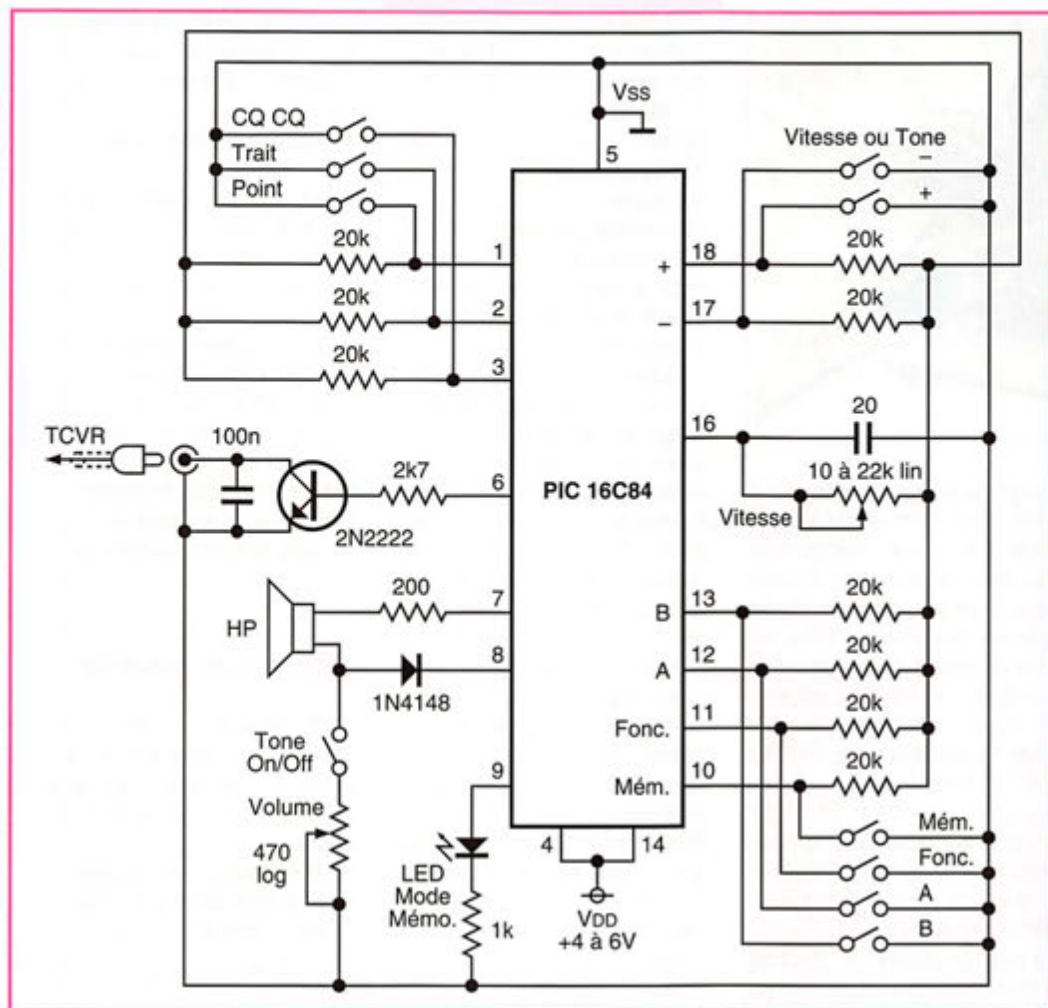 Vss
CQ CQ
Trait
Point
5
Vitesse ou Tone
–
+
20k
1
+
18
20k
20k
2
–
17
20k
20k
3
TCVR
100n
16
20
2k7
6
PIC 16C84
10 à 22k lin
Vitesse
2N2222
HP
200
7
B
13
20k
8
A
12
20k
1N4148
Tone
On/Off
Fonc.
11
20k
9
Mém.
10
20k
Volume
470
log
LED
Mode
Mémo.
1k
4
14
VDD
+4 à 6V
Mém.
Fonc.
A
B